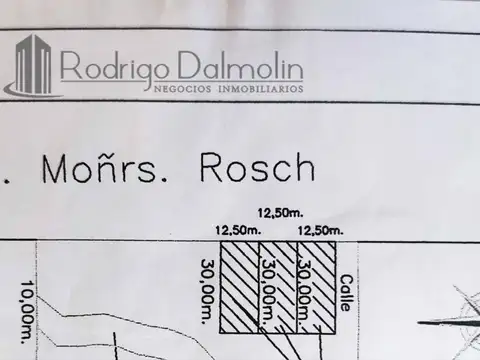 Rodrigo Dalmolin
NEGOCIOS INMOBILIARIOS
. Moñrs. Rosch
12,50m.
12,50m. 12,50m.
30,00m.
30,00m.
30,00m.
Calle
10,00m.